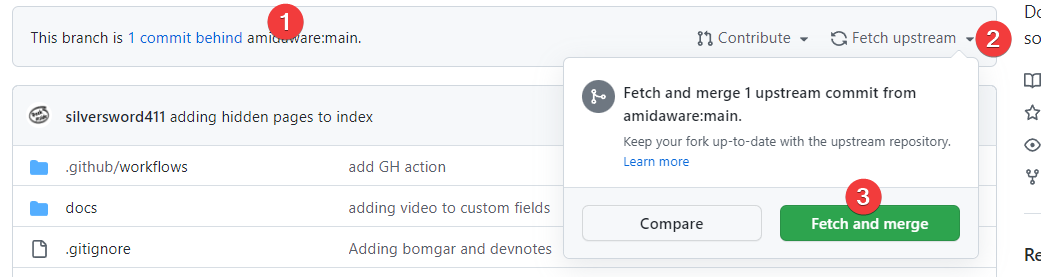 1
This branch is 1 commit behind amidaware:main.
Contribute
Fetch upstream
2
Do
so
Fetch and merge 1 upstream commit from
amidaware:main.
Keep your fork up-to-date with the upstream repository.
Learn more
3
Compare
Fetch and merge
silversword411 adding hidden pages to index
.github/workflows
add GH action
docs
adding video to custom fields
.gitignore
Adding bomgar and devnotes
Re